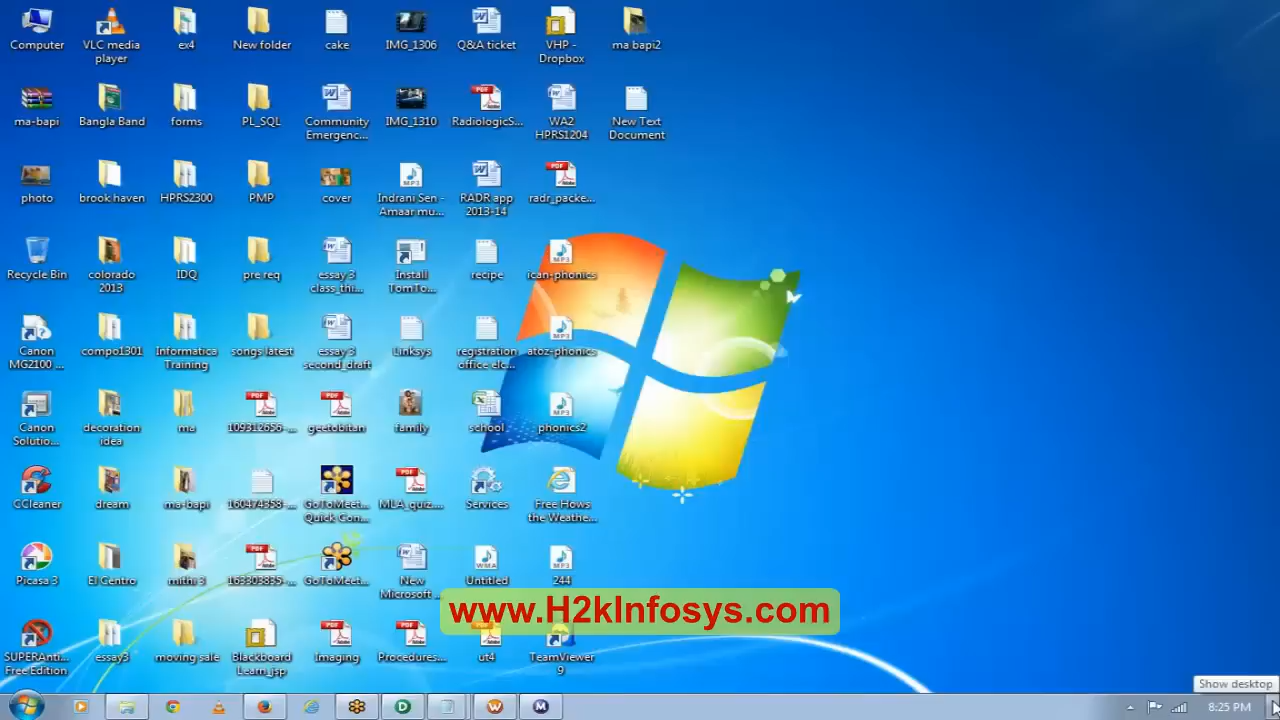 Computer
VLC media
player
ex4
New folder
cake
IMG_1306
Q&A ticket
VHP -
Dropbox
ma bapi2
ma-bapi
Bangla Band
forms
PL_SQL
Community
Emergenc...
IMG_1310
RadiologicS...
WA2
HPRS1204
New Text
Document
photo
brook haven
HPRS2300
PMP
cover
Indrani Sen -
Amaar mu...
RADR app
2013-14
radr_packe...
Recycle Bin
colorado
2013
IDQ
pre req
essay 3
class_thi...
Install
TomTo...
recipe
ican-phonics
Canon
MG2100 ...
compo1301
Informatica
Training
songs latest
essay 3
second_draft
Linksys
registration
office elc...
atoz-phonics
Canon
Solutio...
decoration
idea
ma
109312656-...
geetobitan
family
school
phonics2
CCleaner
dream
ma-bapi
160474358-...
GoToMeet...
Quick Con...
MLA_quiz...
Services
Free Hows
the Weathe...
Picasa 3
El Centro
mithi 3
163303835-...
GoToMeet...
New
Microsoft ...
Untitled
244
www.H2kInfosys.com
SUPERAnti...
Free Edition
essay3
moving sale
Blackboard
Learn_jsp
Imaging
Procedures...
ut4
TeamViewer
9
Show desktop
8:25 PM